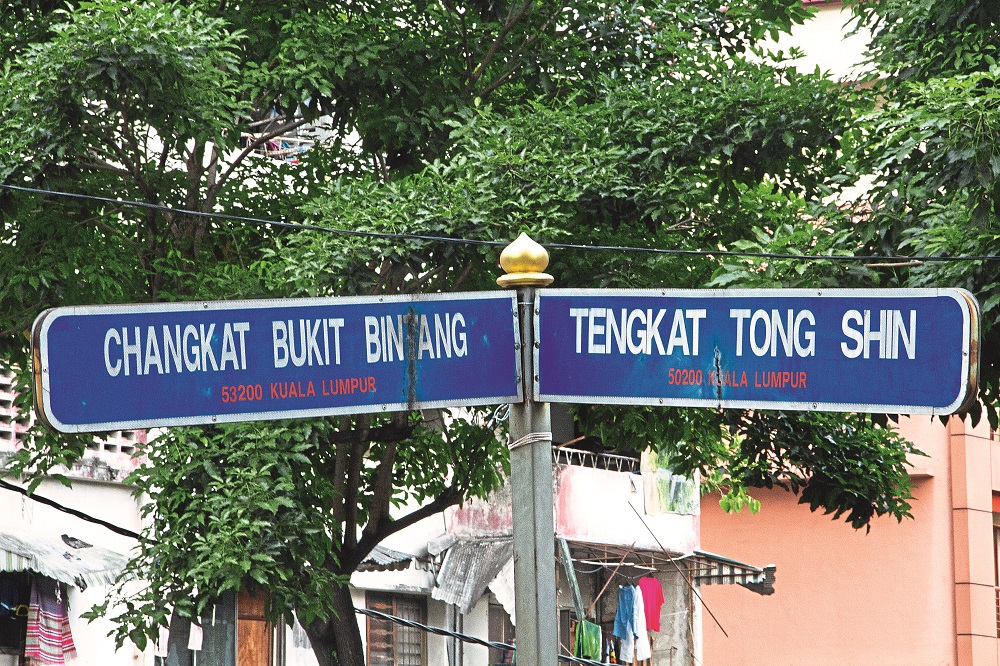 CHANGKAT BUKIT BINTANG
53200 KUALA LUMPUR
TENGKAT TONG SHIN
50200 KUALA LUMPUR